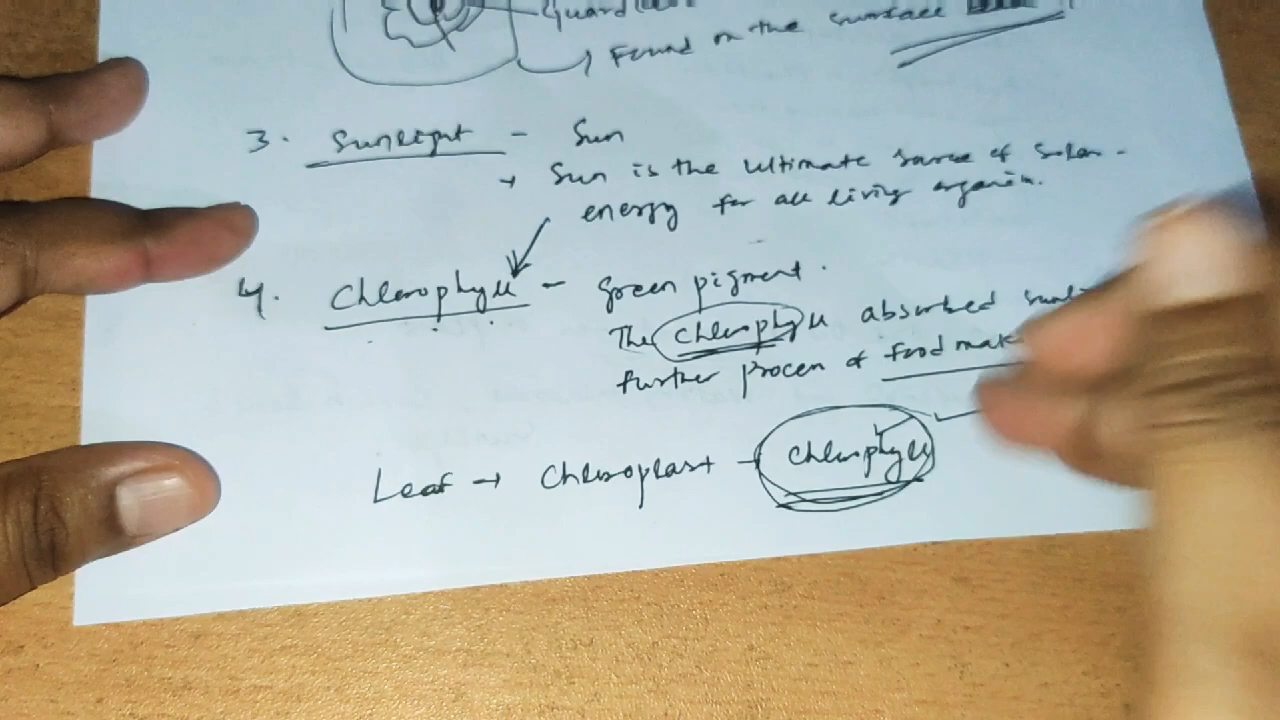 Guard
Found on the surface
3. Sunlight - Sun
→ Sun is the ultimate source of Solar-
energy for all living organism.
4. Chlorophyll - Green pigment.
The chlorophyll absorbed
further process of food mak
Leaf → Chloroplast → Chlorophyll